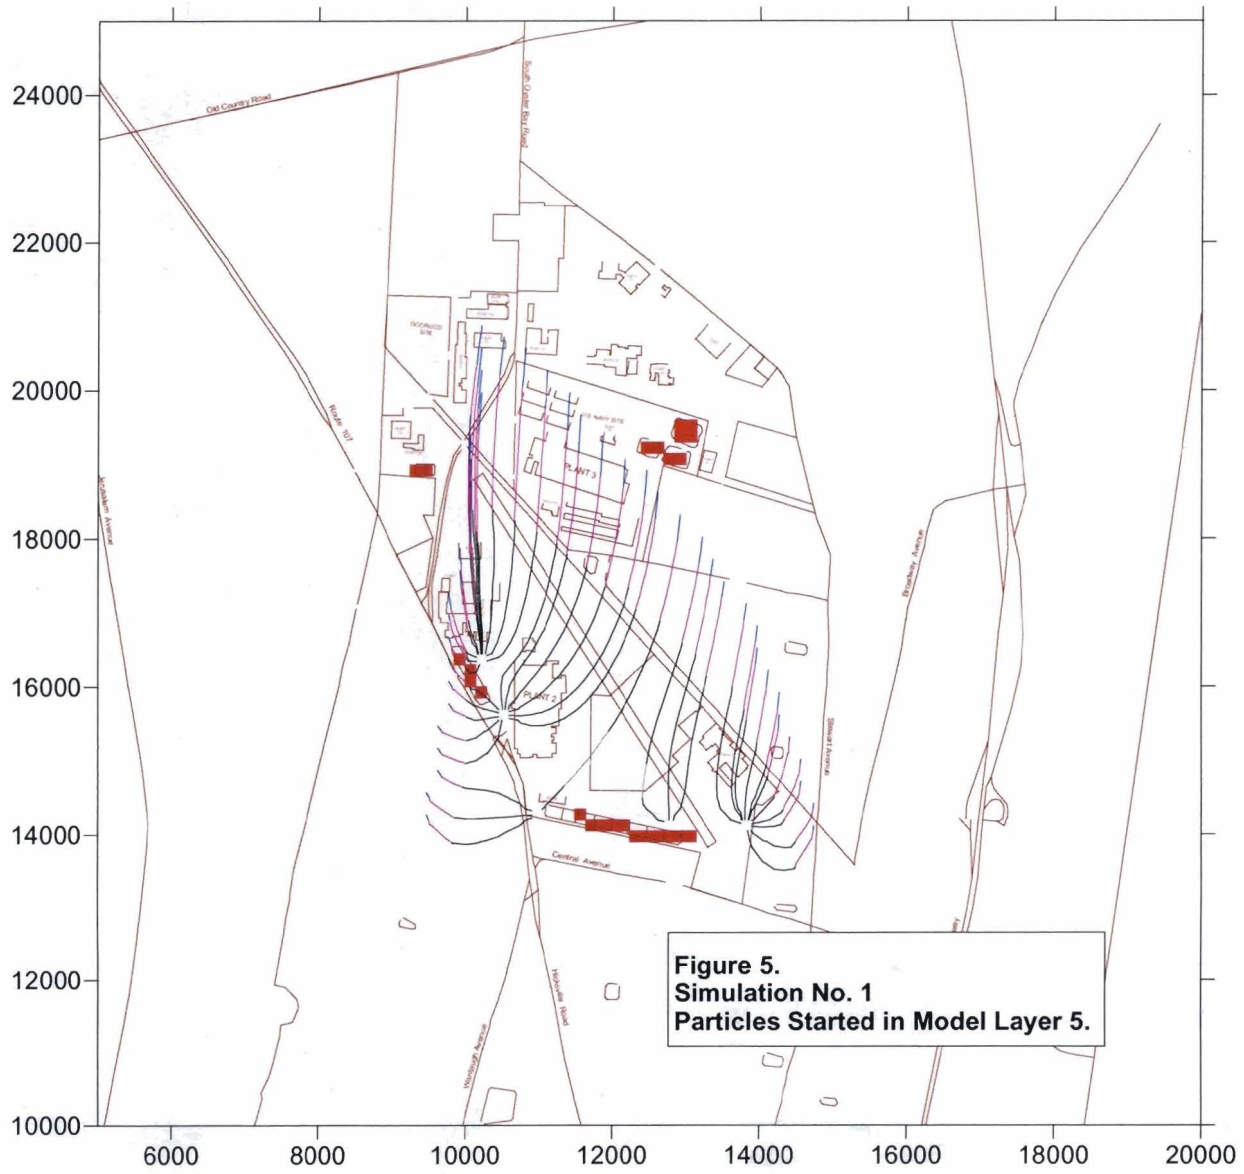 24000
22000
20000
18000
16000
14000
12000
10000
6000
8000
10000
12000
14000
16000
18000
20000
Old Country Road
South Oyster Bay Road
Route 107
PLANT 3
Broadway Avenue
PLANT 2
Stewart Avenue
Central Avenue
Hicksville Road
Wantagh Avenue
Figure 5.
Simulation No. 1
Particles Started in Model Layer 5.